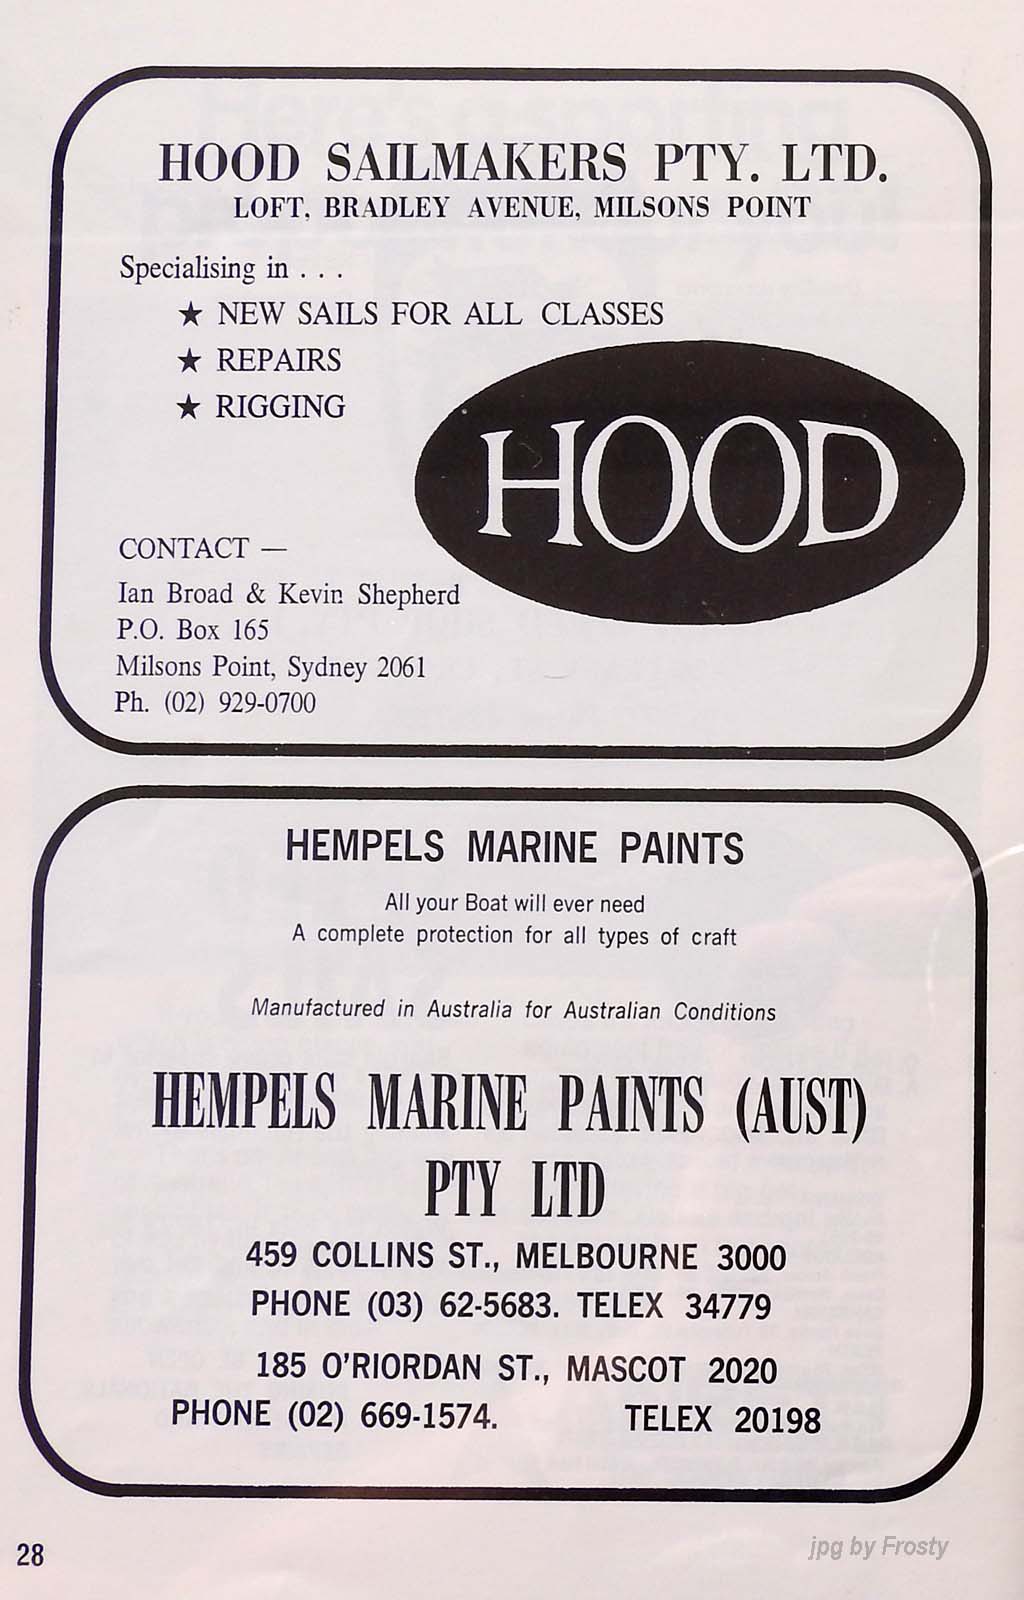 HOOD SAILMAKERS PTY. LTD.
LOFT, BRADLEY AVENUE, MILSONS POINT
Specialising in . . .
★ NEW SAILS FOR ALL CLASSES
★ REPAIRS
★ RIGGING
HOOD
CONTACT —
Ian Broad & Kevin Shepherd
P.O. Box 165
Milsons Point, Sydney 2061
Ph. (02) 929-0700
HEMPELS MARINE PAINTS
All your Boat will ever need
A complete protection for all types of craft
Manufactured in Australia for Australian Conditions
HEMPELS MARINE PAINTS (AUST)
PTY LTD
459 COLLINS ST., MELBOURNE 3000
PHONE (03) 62-5683. TELEX 34779
185 O'RIORDAN ST., MASCOT 2020
PHONE (02) 669-1574. TELEX 20198
28
jpg by Frosty